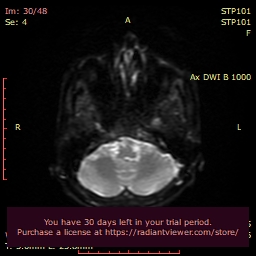 Im: 30/48
Se: 4
A
STP101
STP101
F
Ax DWI B 1000
R
L
You have 30 days left in your trial period.
Purchase a license at https://radiantviewer.com/store/